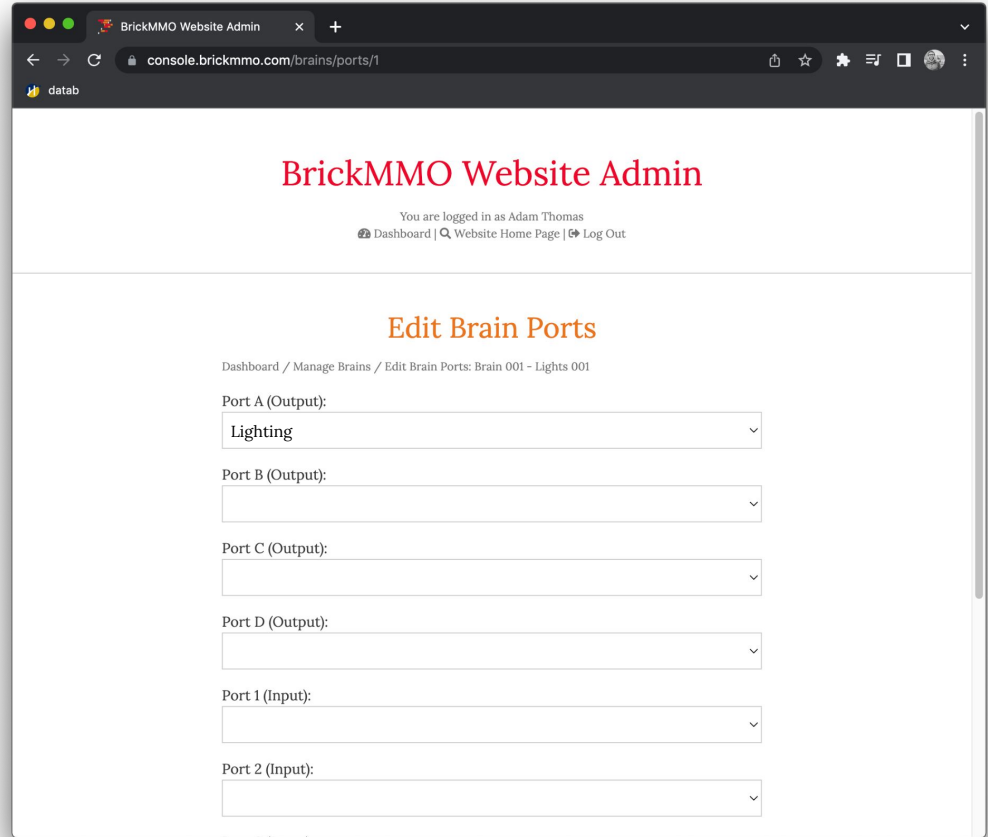 BrickMMO Website Admin
console.brickmmo.com/brains/ports/1
datab
BrickMMO Website Admin
You are logged in as Adam Thomas
Dashboard | Website Home Page | Log Out
Edit Brain Ports
Dashboard / Manage Brains / Edit Brain Ports: Brain 001 - Lights 001
Port A (Output):
Lighting
Port B (Output):
Port C (Output):
Port D (Output):
Port 1 (Input):
Port 2 (Input):